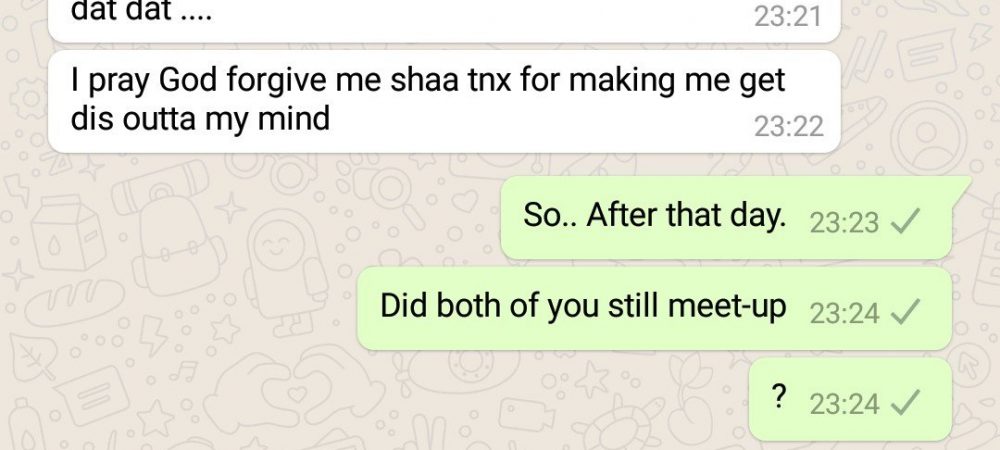 dat dat ....
23:21
I pray God forgive me shaa tnx for making me get
dis outta my mind
23:22
So.. After that day. 23:23
Did both of you still meet-up 23:24
? 23:24